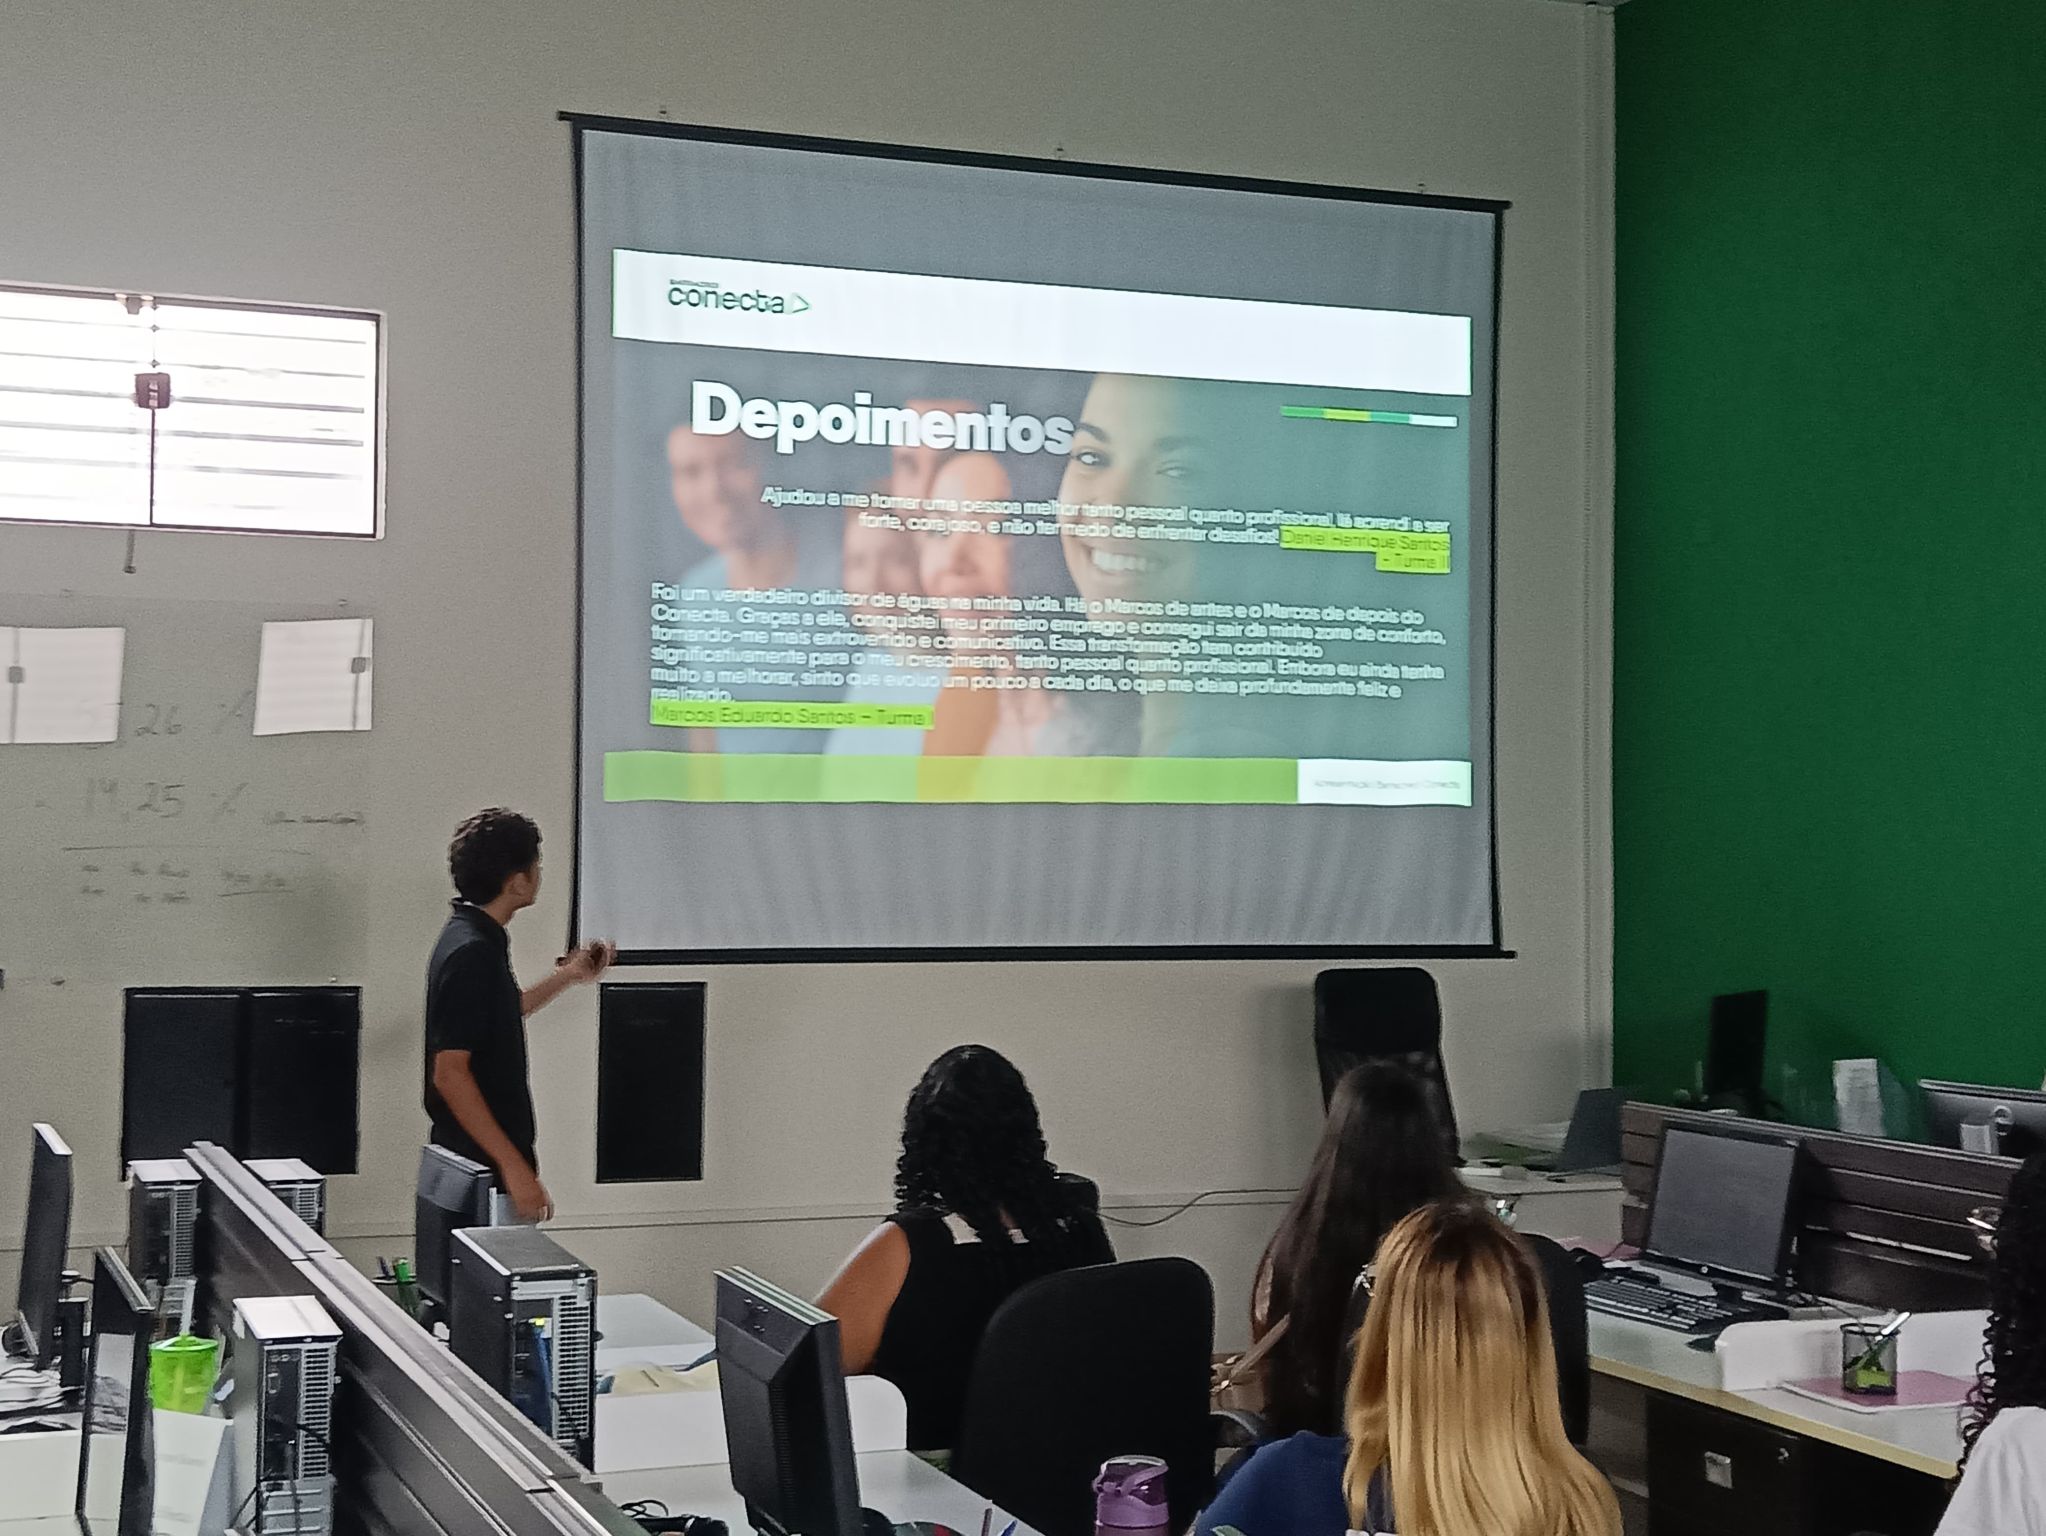 conecta
Depoimentos
Ajudou a me tornar uma pessoa melhor tanto pessoal quanto profissional, lá aprendi a ser
forte, corajoso, e não ter medo de enfrentar desafios! Daniel Henrique Santos
- Turma II
Foi um verdadeiro divisor de águas na minha vida. Há o Marcos de antes e o Marcos de depois do
Conecta. Graças a ele, conquistei meu primeiro emprego e consegui sair da minha zona de conforto,
tornando-me mais extrovertido e comunicativo. Essa transformação tem contribuído
significativamente para o meu crescimento, tanto pessoal quanto profissional. Embora eu ainda tenha
muito a melhorar, sinto que evoluo um pouco a cada dia, o que me deixa profundamente feliz e
realizado.
Marcos Eduardo Santos - Turma I
26 %
14,25 %